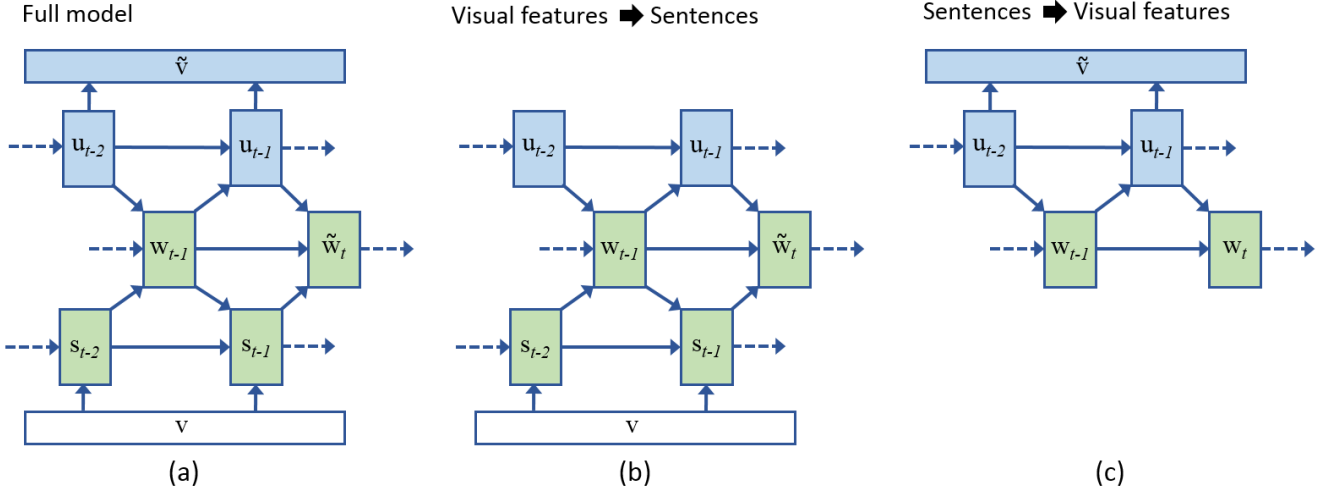 Full model
ṽ
u_{t-2} u_{t-1}
w_{t-1} w̃_t
s_{t-2} s_{t-1}
v
(a)
Visual features ➡ Sentences
u_{t-2} u_{t-1}
w_{t-1} w̃_t
s_{t-2} s_{t-1}
v
(b)
Sentences ➡ Visual features
ṽ
u_{t-2} u_{t-1}
w_{t-1} w_t
(c)